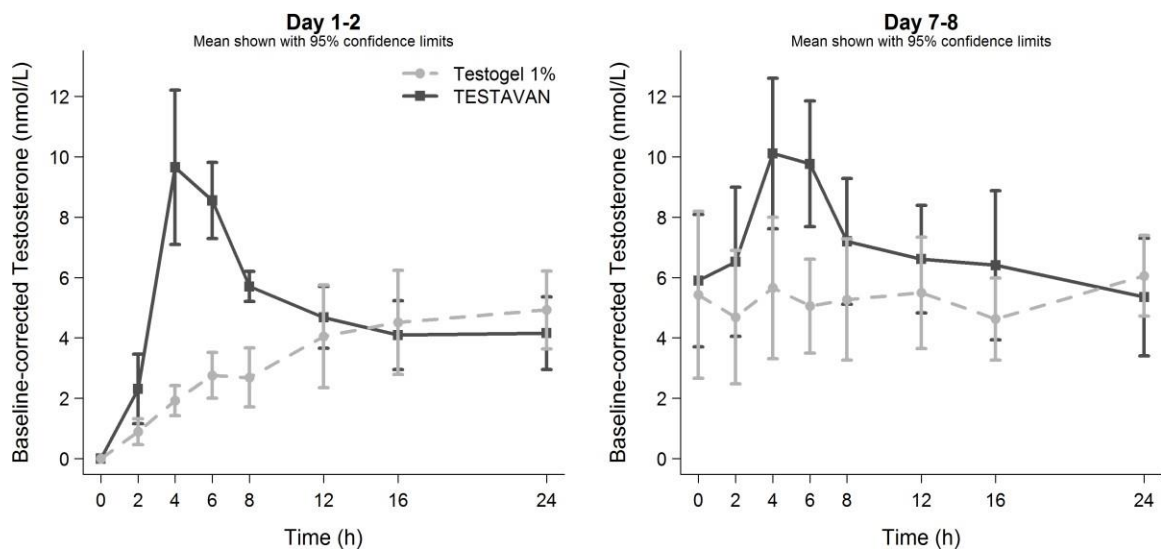 Day 1-2
Mean shown with 95% confidence limits
Baseline-corrected Testosterone (nmol/L)
12
10
8
6
4
2
0
Testogel 1%
TESTAVAN
0 2 4 6 8 12 16 24
Time (h)
Day 7-8
Mean shown with 95% confidence limits
Baseline-corrected Testosterone (nmol/L)
12
10
8
6
4
2
0
0 2 4 6 8 12 16 24
Time (h)